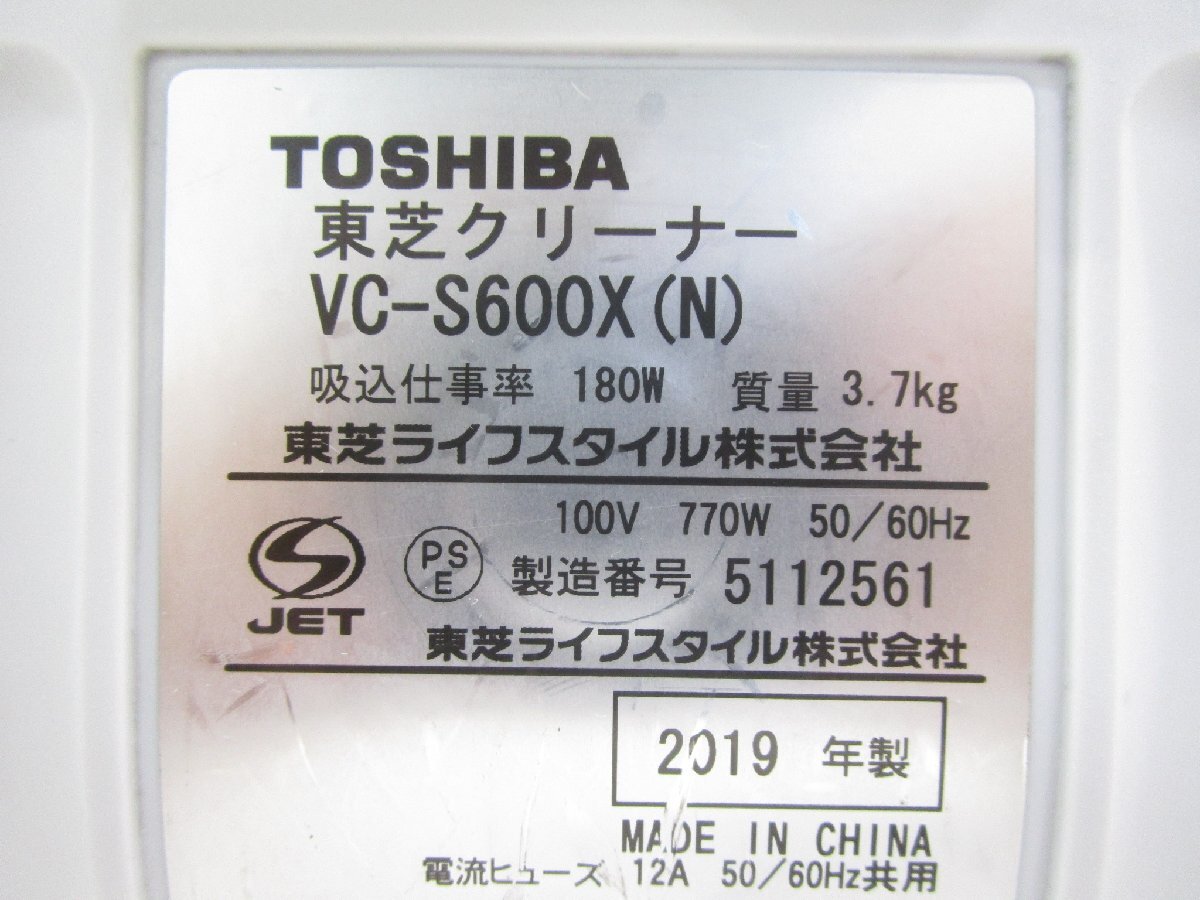 TOSHIBA
東芝クリーナー
VC-S600X(N)
吸込仕事率 180W 質量 3.7kg
東芝ライフスタイル株式会社
100V 770W 50/60Hz
JET
PS
E
製造番号 5112561
東芝ライフスタイル株式会社
2019 年製
MADE IN CHINA
電流ヒューズ 12A 50/60Hz共用